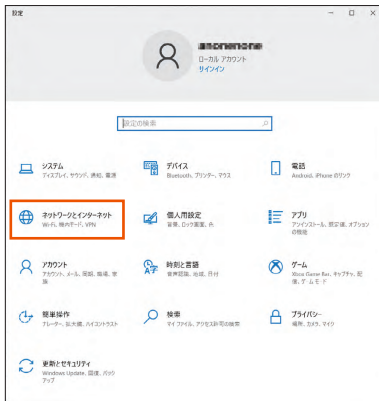 設定
ローカル アカウント
サインイン
設定の検索
システム
ディスプレイ、サウンド、通知、電源
デバイス
Bluetooth、プリンター、マウス
電話
Android、iPhone のリンク
ネットワークとインターネット
Wi-Fi、機内モード、VPN
個人用設定
背景、ロック画面、色
アプリ
アンインストール、既定値、オプション
の機能
アカウント
アカウント、メール、同期、職場、家
族
時刻と言語
音声認識、地域、日付
ゲーム
Xbox Game Bar、キャプチャ、配
信、ゲーム モード
簡単操作
ナレーター、拡大鏡、ハイコントラスト
検索
マイ ファイル、アクセス許可の検索
プライバシー
場所、カメラ、マイク
更新とセキュリティ
Windows Update、回復、バック
アップ